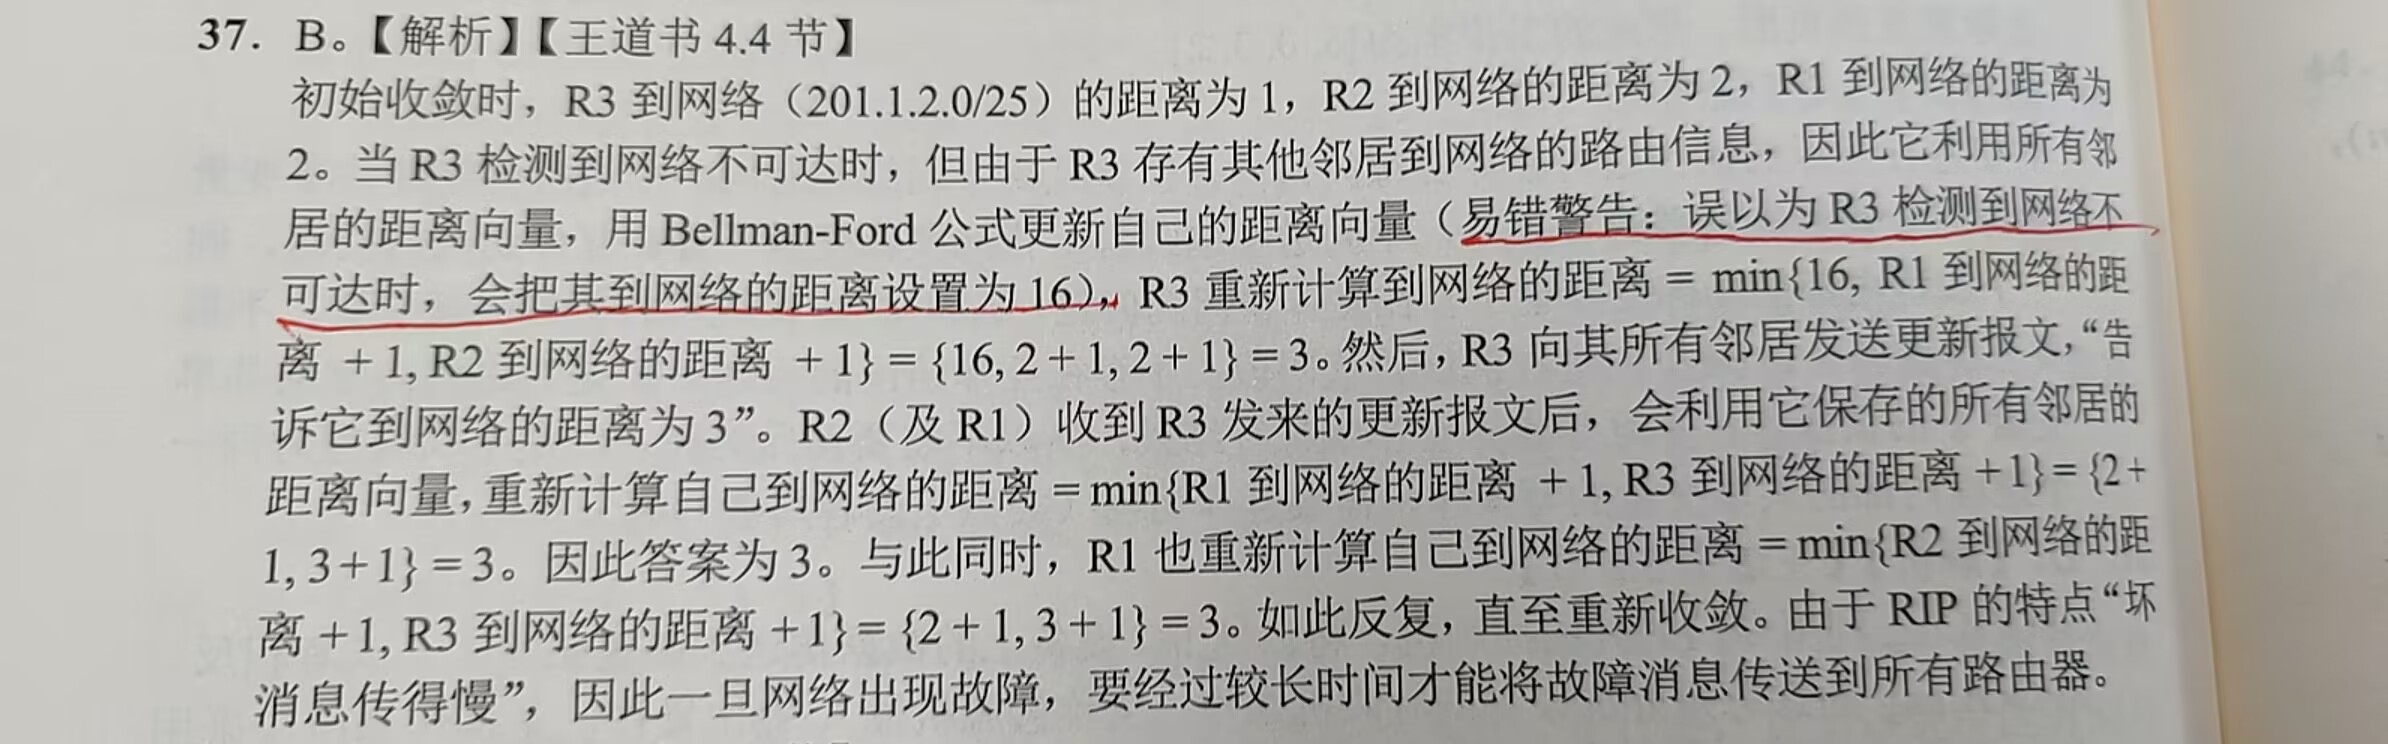 37. B。【解析】【王道书 4.4 节】
初始收敛时，R3 到网络（201.1.2.0/25）的距离为 1，R2 到网络的距离为 2，R1 到网络的距离为
2。当 R3 检测到网络不可达时，但由于 R3 存有其他邻居到网络的路由信息，因此它利用所有邻
居的距离向量，用 Bellman-Ford 公式更新自己的距离向量（易错警告：误以为 R3 检测到网络不
可达时，会把其到网络的距离设置为 16），R3 重新计算到网络的距离 = min{16, R1 到网络的距
离 + 1, R2 到网络的距离 + 1} = {16, 2 + 1, 2 + 1} = 3。然后，R3 向其所有邻居发送更新报文，“告
诉它到网络的距离为 3”。R2（及 R1）收到 R3 发来的更新报文后，会利用它保存的所有邻居的
距离向量，重新计算自己到网络的距离 = min{R1 到网络的距离 + 1, R3 到网络的距离 + 1} = {2 +
1, 3 + 1} = 3。因此答案为 3。与此同时，R1 也重新计算自己到网络的距离 = min{R2 到网络的距
离 + 1, R3 到网络的距离 + 1} = {2 + 1, 3 + 1} = 3。如此反复，直至重新收敛。由于 RIP 的特点“坏
消息传得慢”，因此一旦网络出现故障，要经过较长时间才能将故障消息传送到所有路由器。